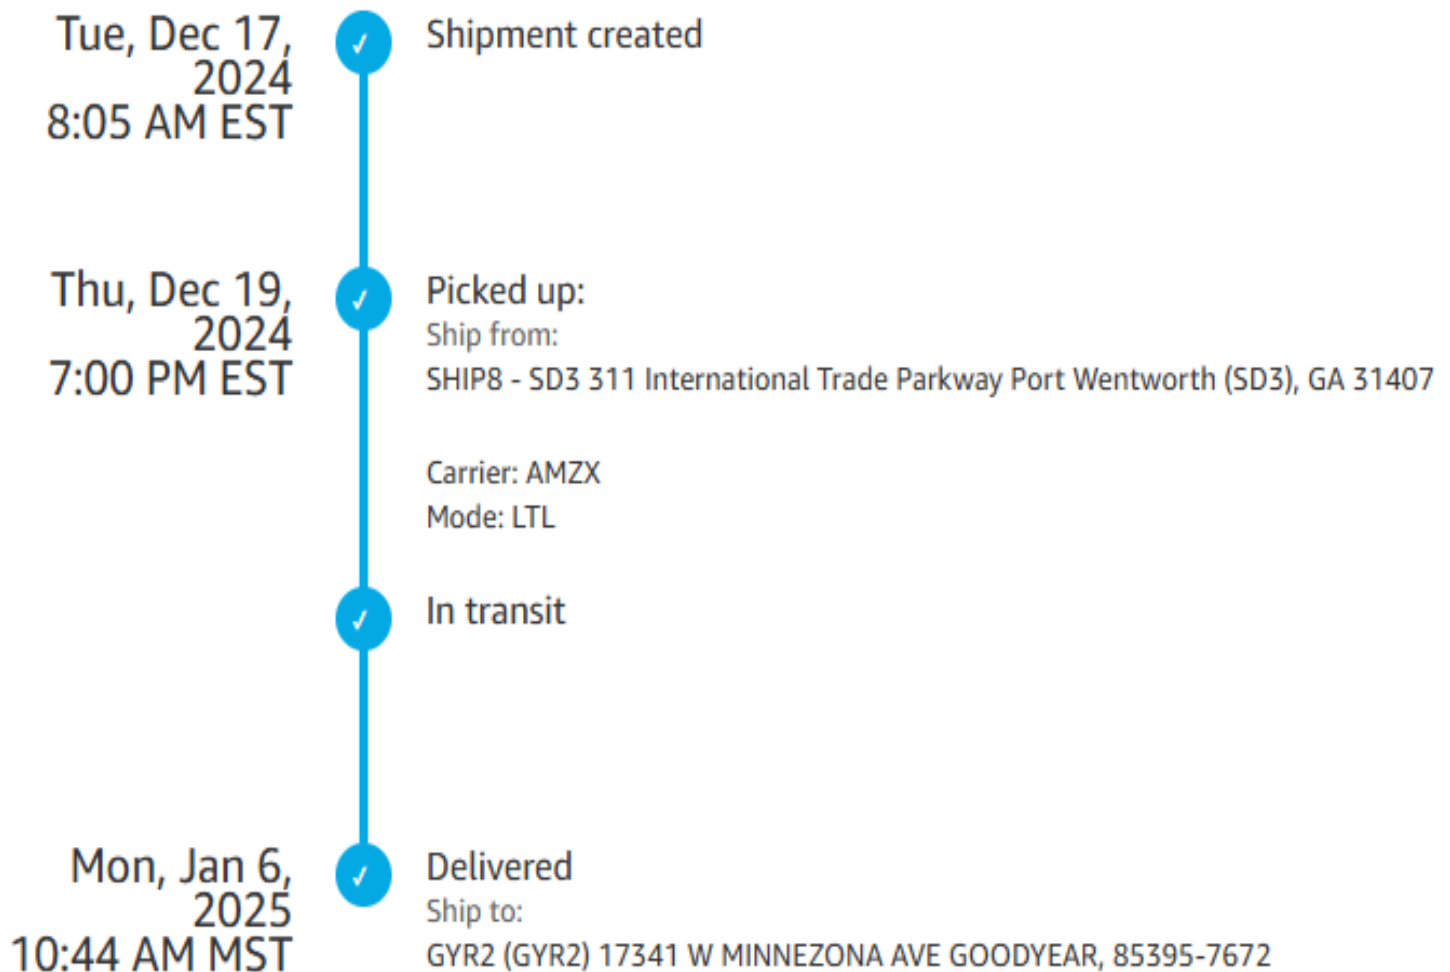 Tue, Dec 17,
2024
8:05 AM EST
Shipment created
Thu, Dec 19,
2024
7:00 PM EST
Picked up:
Ship from:
SHIP8 - SD3 311 International Trade Parkway Port Wentworth (SD3), GA 31407
Carrier: AMZX
Mode: LTL
In transit
Mon, Jan 6,
2025
10:44 AM MST
Delivered
Ship to:
GYR2 (GYR2) 17341 W MINNEZONA AVE GOODYEAR, 85395-7672